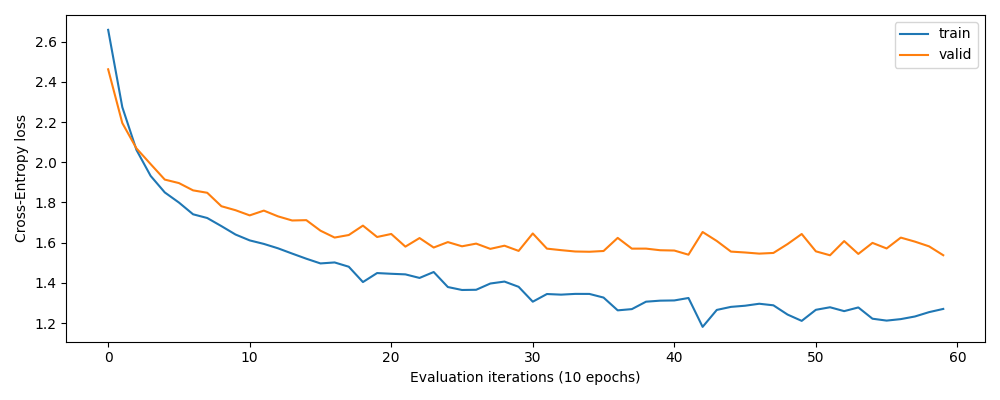 train
valid
Cross-Entropy loss
2.6
2.4
2.2
2.0
1.8
1.6
1.4
1.2
0 10 20 30 40 50 60
Evaluation iterations (10 epochs)